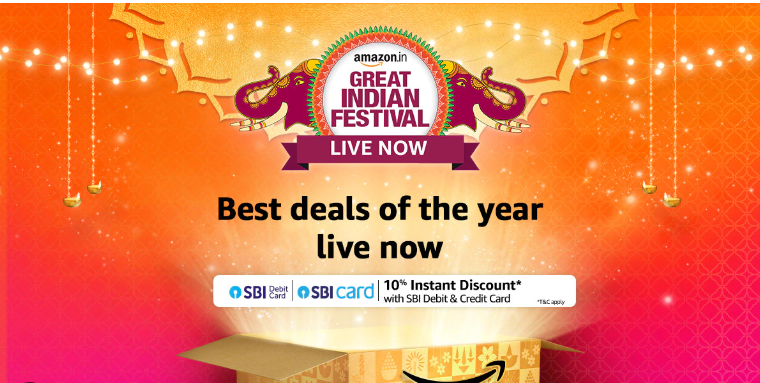 amazon.in
GREAT
INDIAN
FESTIVAL
LIVE NOW
Best deals of the year
live now
SBI Debit Card | SBI card | 10% Instant Discount*
with SBI Debit & Credit Card
*T&C apply